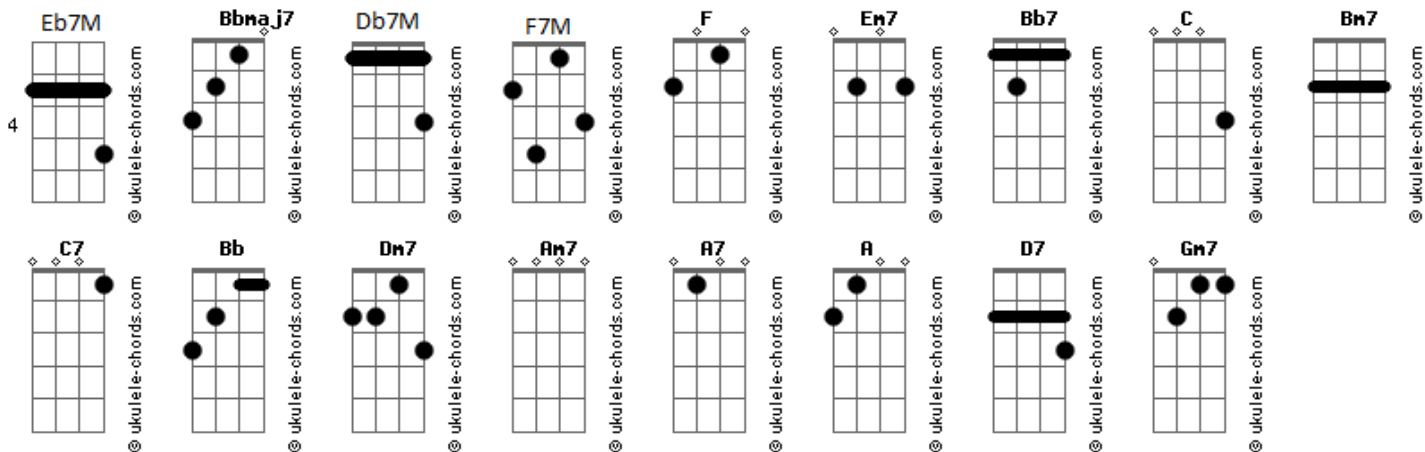 Eb7M Bbmaj7 Db7M F7M F Em7 Bb7 C Bm7
4
© ukulele-chords.com © ukulele-chords.com © ukulele-chords.com © ukulele-chords.com © ukulele-chords.com © ukulele-chords.com © ukulele-chords.com © ukulele-chords.com © ukulele-chords.com
C7 Bb Dm7 Am7 A7 A D7 Gm7
© ukulele-chords.com © ukulele-chords.com © ukulele-chords.com © ukulele-chords.com © ukulele-chords.com © ukulele-chords.com © ukulele-chords.com © ukulele-chords.com